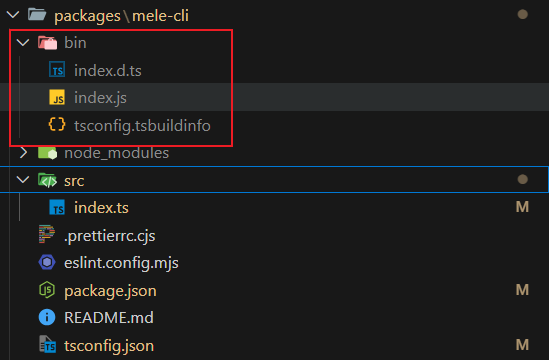 packages\mele-cli
bin
TS index.d.ts
JS index.js
{} tsconfig.tsbuildinfo
node_modules
src
TS index.ts M
.prettierrc.cjs
eslint.config.mjs
package.json M
README.md
tsconfig.json M